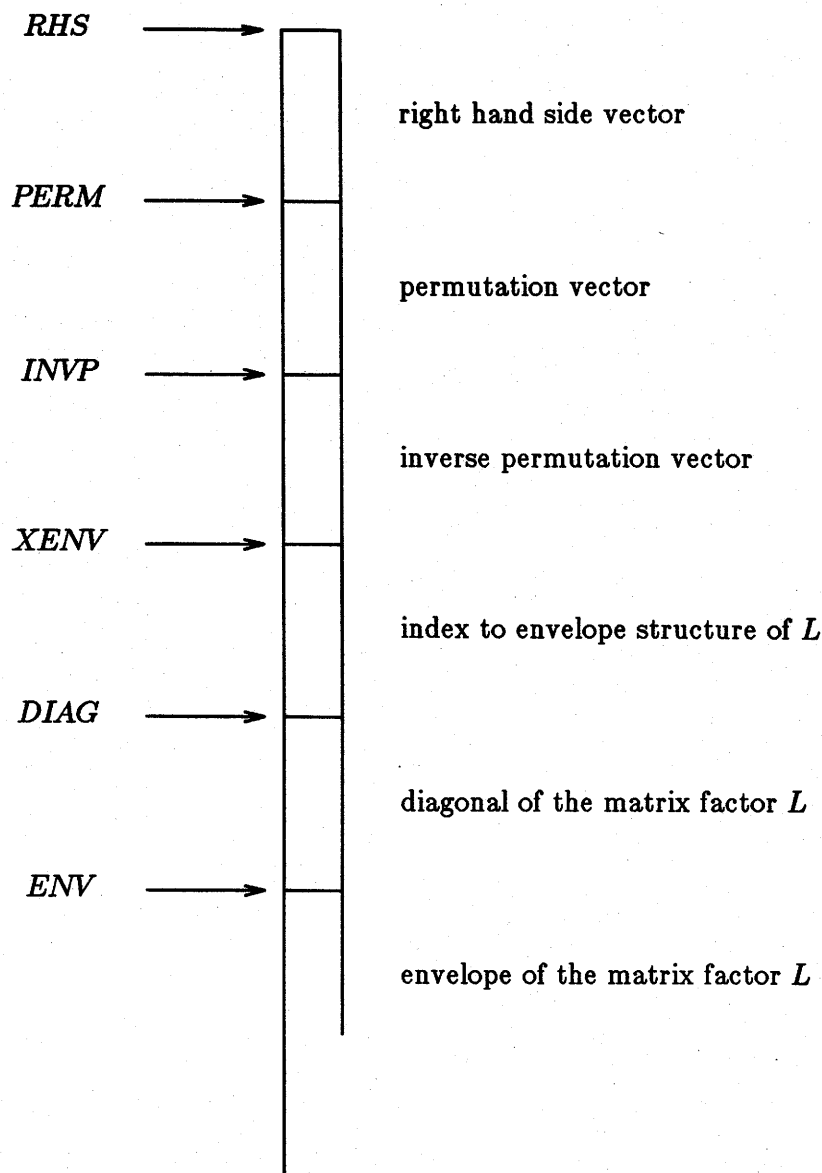 RHS
right hand side vector
PERM
permutation vector
INVP
inverse permutation vector
XENV
index to envelope structure of L
DIAG
diagonal of the matrix factor L
ENV
envelope of the matrix factor L